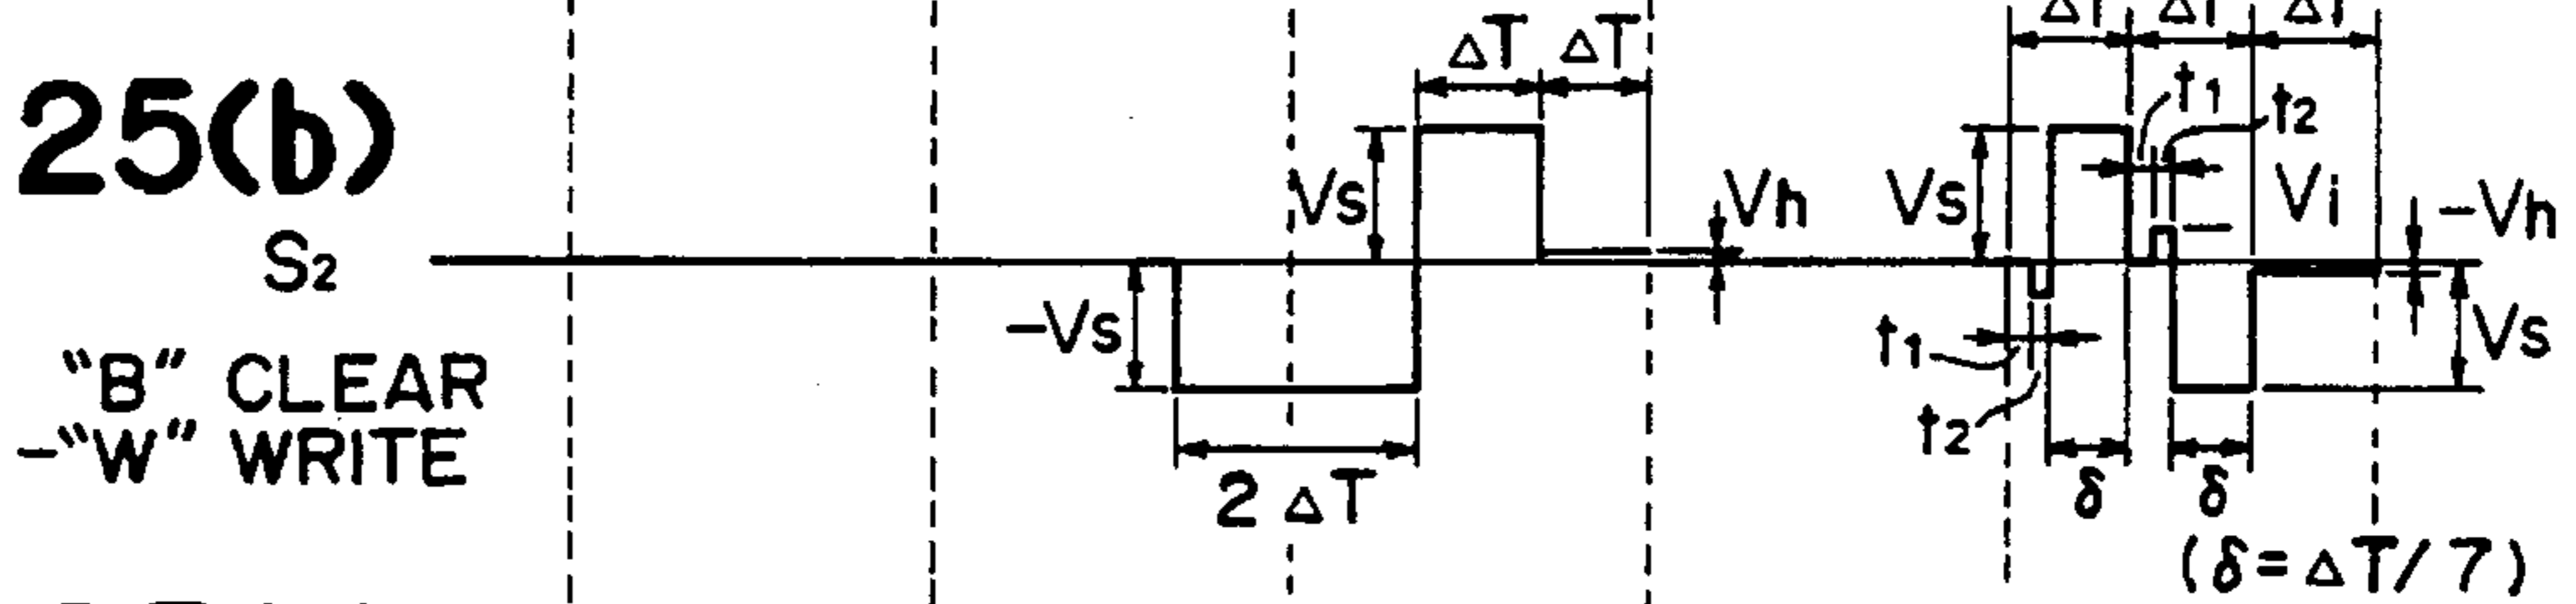 ΔT ΔT ΔT
ΔT ΔT
25(b)
t1 t2
Vs Vh Vs Vi -Vh
S2
-Vs t1 Vs
"B" CLEAR
t2
-"W" WRITE
2 ΔT δ δ
(δ=ΔT/7)